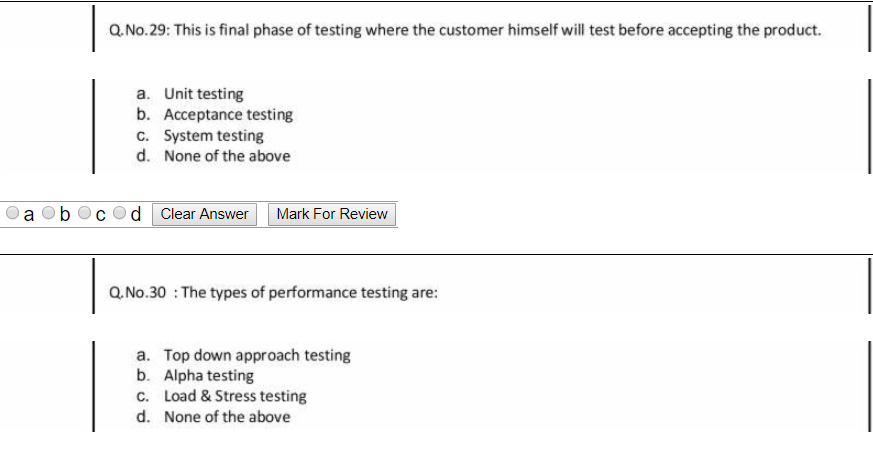 Q.No.29: This is final phase of testing where the customer himself will test before accepting the product.
a. Unit testing
b. Acceptance testing
c. System testing
d. None of the above
a b c d Clear Answer Mark For Review
Q.No.30 : The types of performance testing are:
a. Top down approach testing
b. Alpha testing
c. Load & Stress testing
d. None of the above